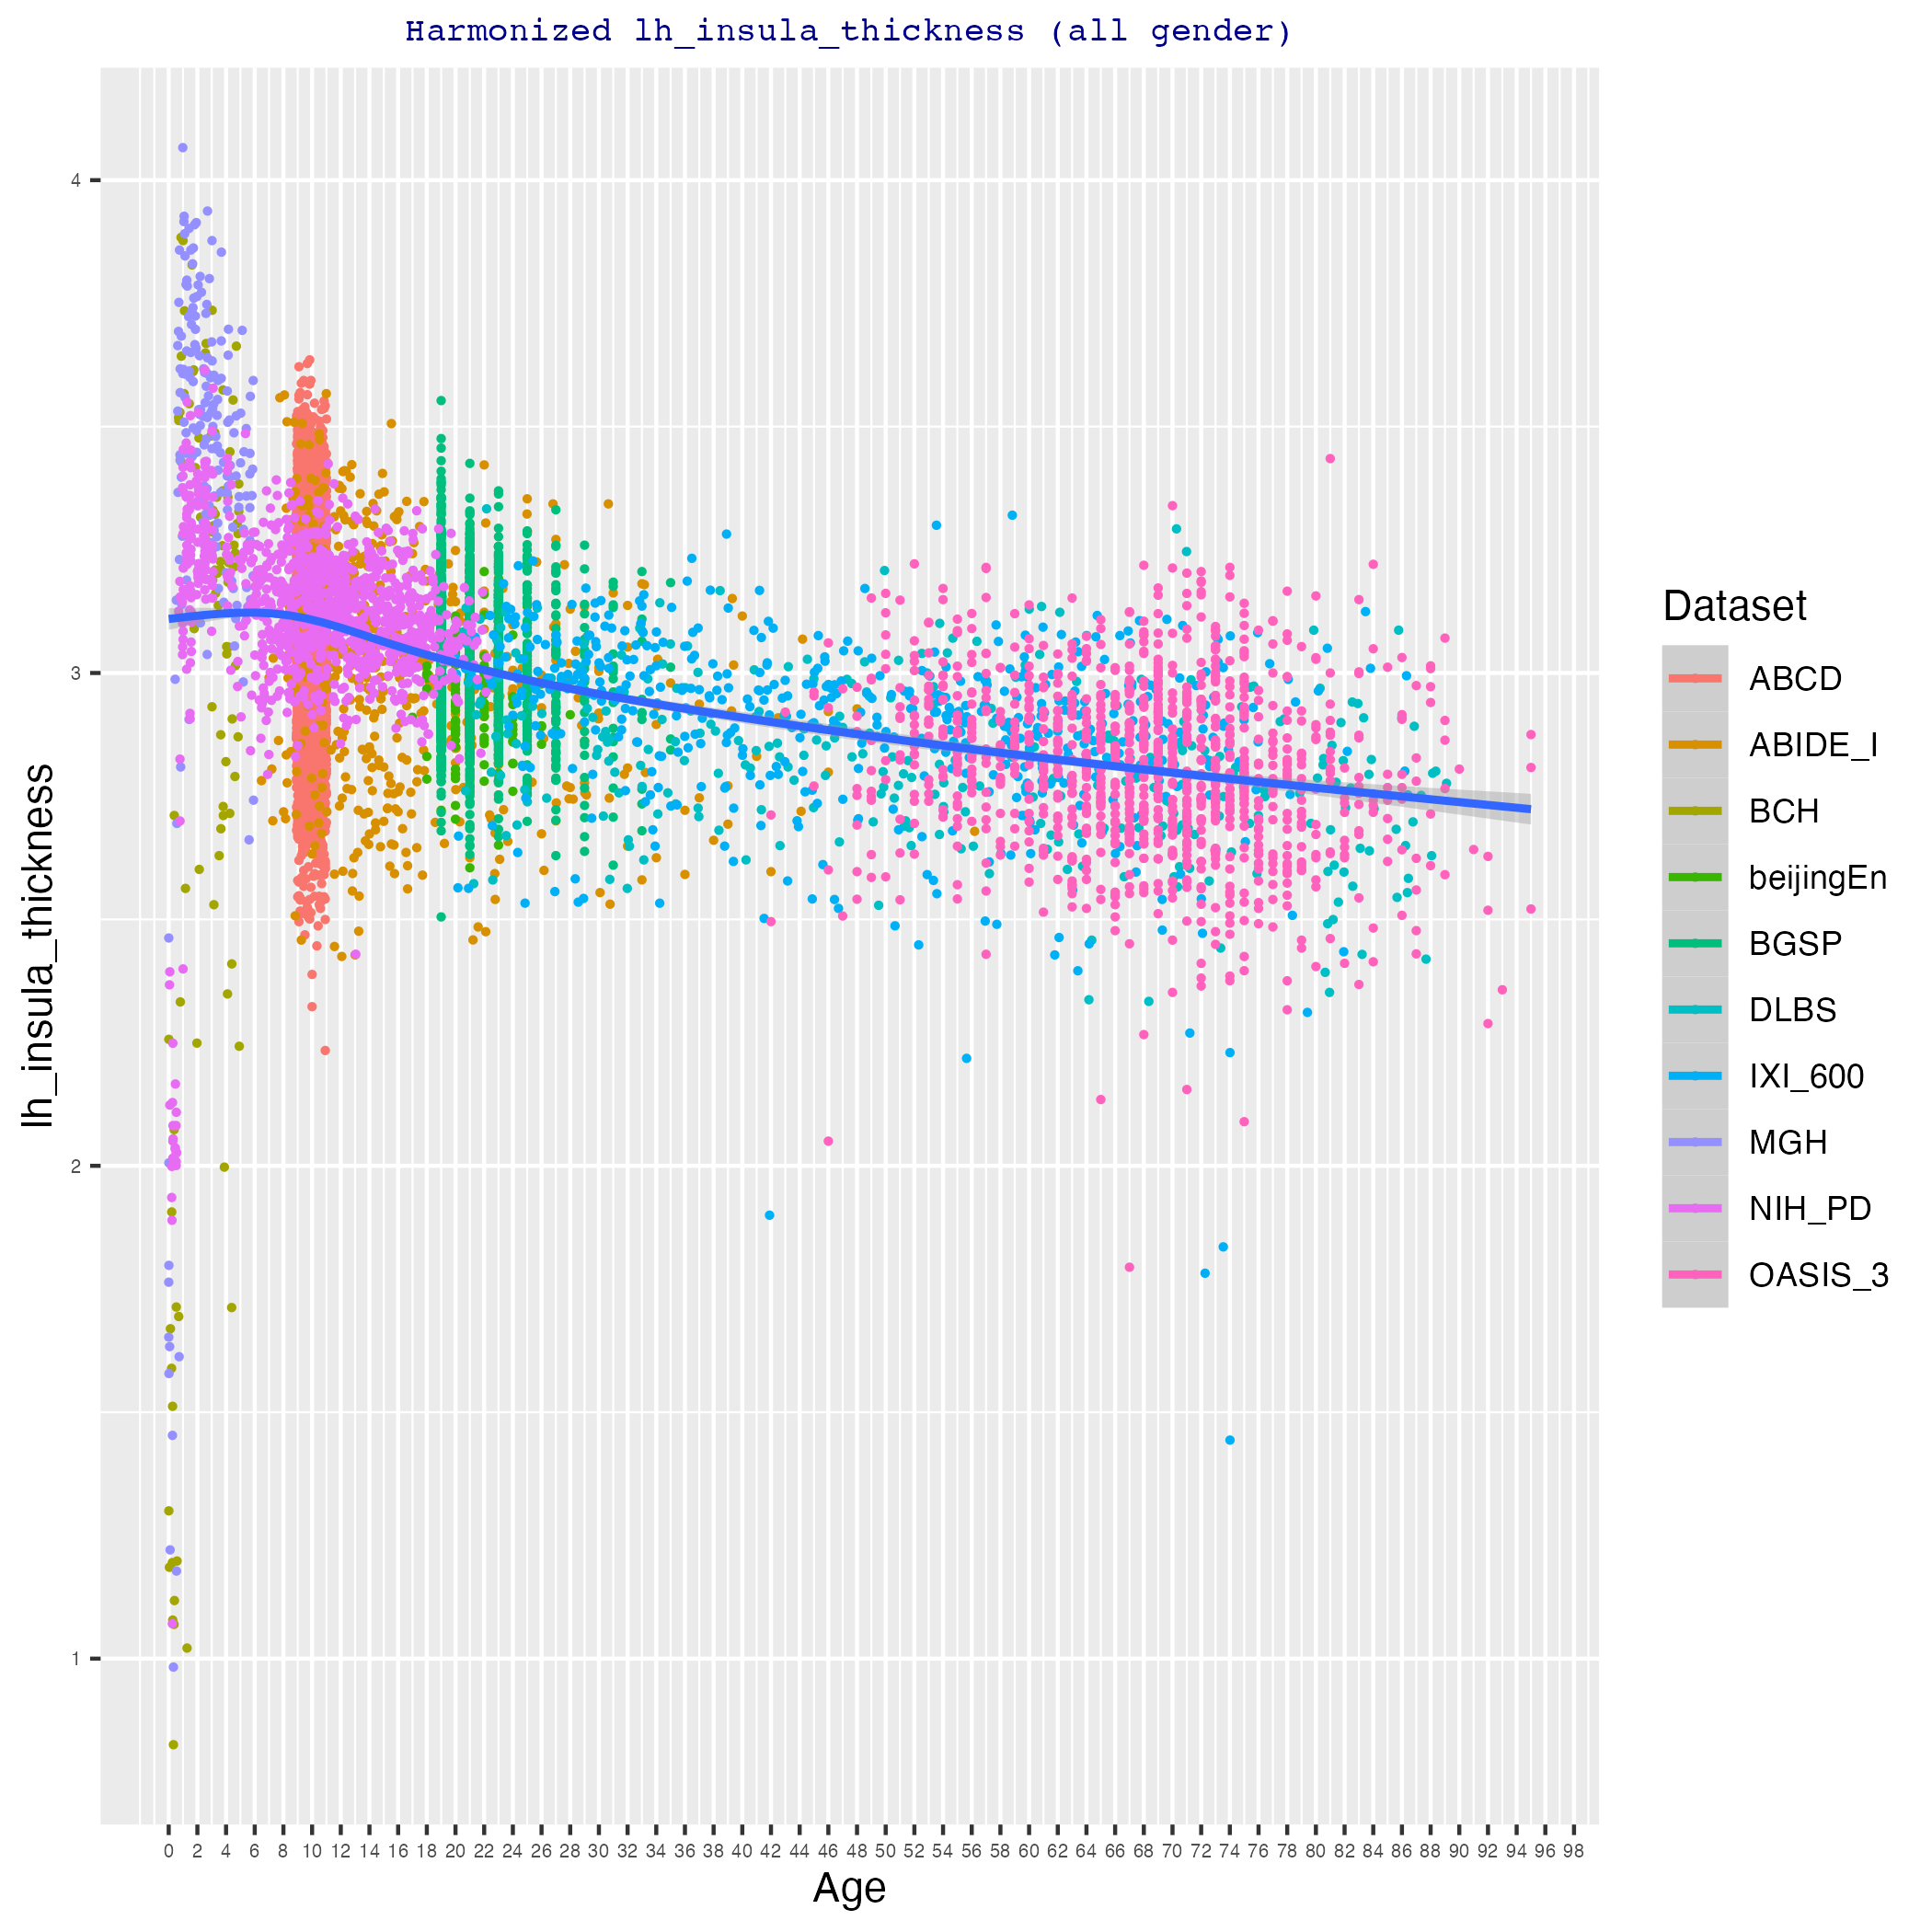 Harmonized lh_insula_thickness (all gender)
4
3
2
1
lh_insula_thickness
0 2 4 6 8 10 12 14 16 18 20 22 24 26 28 30 32 34 36 38 40 42 44 46 48 50 52 54 56 58 60 62 64 66 68 70 72 74 76 78 80 82 84 86 88 90 92 94 96 98
Age
Dataset
ABCD
ABIDE_I
BCH
beijingEn
BGSP
DLBS
IXI_600
MGH
NIH_PD
OASIS_3